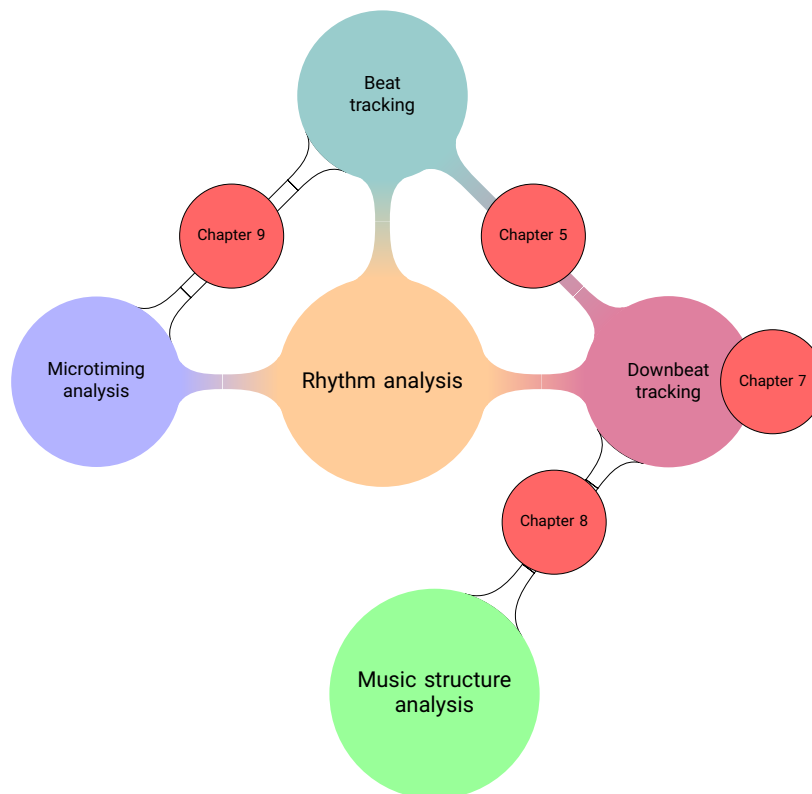 Beat
tracking
Chapter 9
Chapter 5
Microtiming
analysis
Rhythm analysis
Downbeat
tracking
Chapter 7
Chapter 8
Music structure
analysis